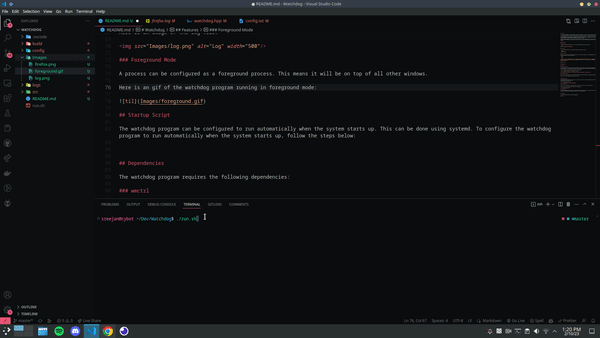 README.md - Watchdog - Visual Studio Code
File Edit Selection View Go Run Terminal Help
EXPLORER
README.md M
watchdog.hpp M
config.txt M
README.md > # Watchdog > ## Features > ### Foreground Mode
WATCHDOG
.vscode
build
config
images
firefox.png
foreground.gif
log.png
logs
src
README.md M
run.sh
<img src="Images/log.png" alt="Log" width="500"/>
### Foreground Mode
A process can be configured as a foreground process. This means it will be on top of all other windows.
76
Here is an gif of the watchdog program running in foreground mode:
![til](Images/foreground.gif)
## Startup Script
The watchdog program can be configured to run automatically when the system starts up. This can be done using systemd. To configure the watchdog
program to run automatically when the system starts up, follow the steps below:
## Dependencies
The watchdog program requires the following dependencies:
### wmctrl
PROBLEMS OUTPUT DEBUG CONSOLE TERMINAL GITLENS COMMENTS
~/Dev/Watchdog$ ./run.sh
master
OUTLINE
TIMELINE
master* Live Share
Ln 76, Col 67 Spaces: 4 UTF-8 LF Markdown Go Live Spell Prettier
1:20 PM
2/10/23